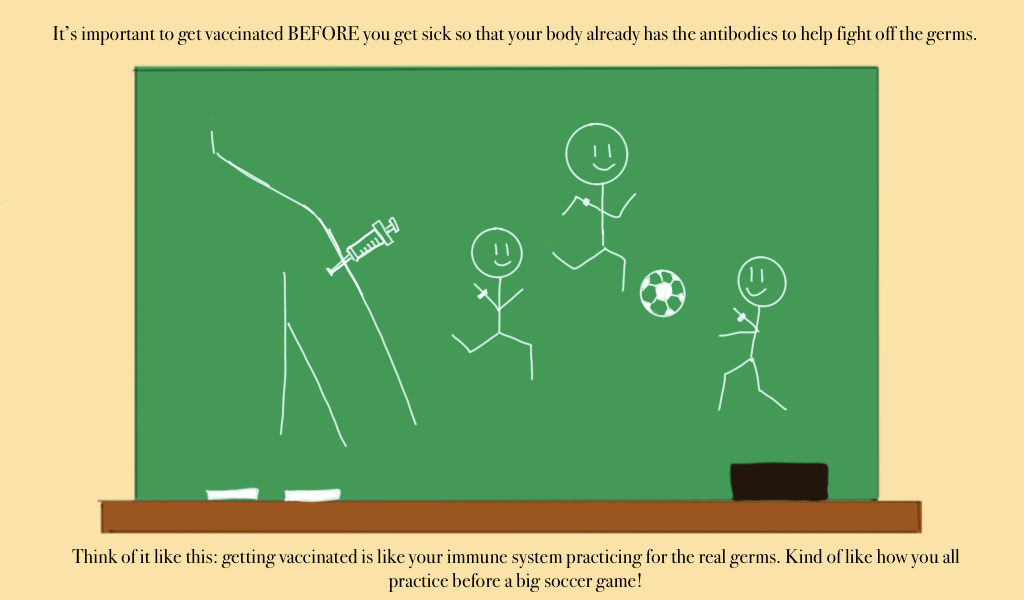 It’s important to get vaccinated BEFORE you get sick so that your body already has the antibodies to help fight off the germs.
Think of it like this: getting vaccinated is like your immune system practicing for the real germs. Kind of like how you all
practice before a big soccer game!